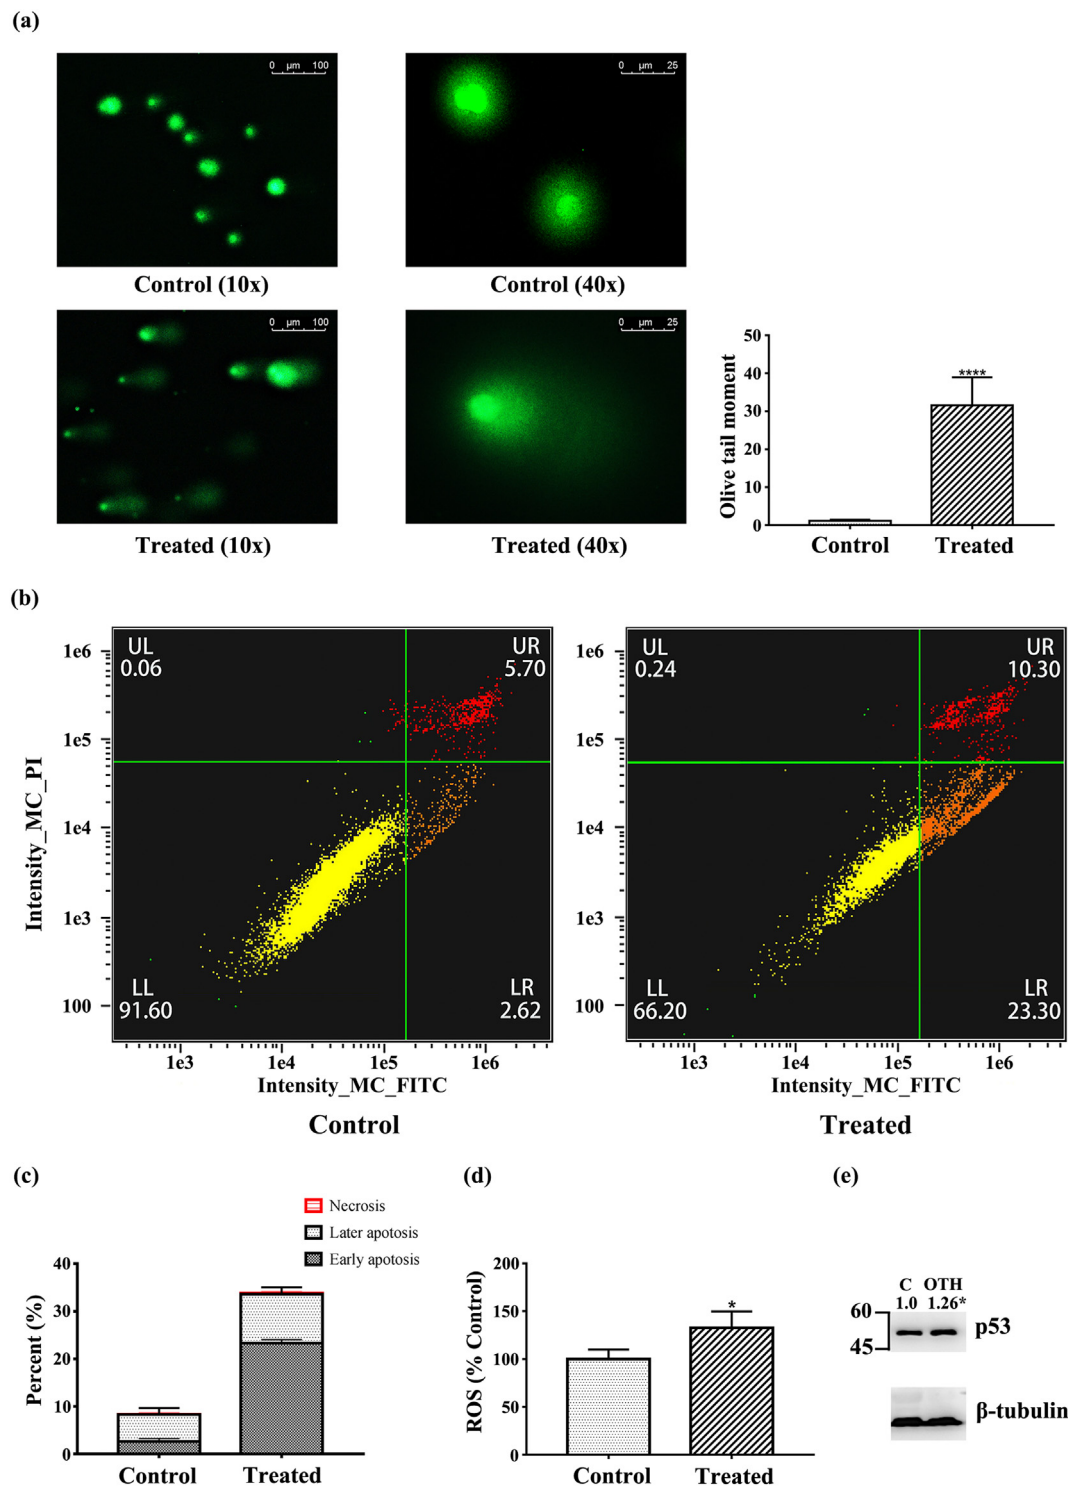 (a)
0 µm 100
0 µm 25
Control (10x)
Control (40x)
0 µm 100
0 µm 25
Treated (10x)
Treated (40x)
Olive tail moment
50
40
30
20
10
0
****
Control
Treated
(b)
Intensity_MC_PI
1e6
1e5
1e4
1e3
100
UL
0.06
UR
5.70
LL
91.60
LR
2.62
1e3
1e4
1e5
1e6
Intensity_MC_FITC
Control
1e6
1e5
1e4
1e3
100
UL
0.24
UR
10.30
LL
66.20
LR
23.30
1e3
1e4
1e5
1e6
Intensity_MC_FITC
Treated
(c)
Necrosis
Later apotosis
Early apotosis
Percent (%)
40
30
20
10
0
Control
Treated
(d)
ROS (% Control)
200
150
100
50
0
*
Control
Treated
(e)
C OTH
1.0 1.26*
60
45
p53
β-tubulin